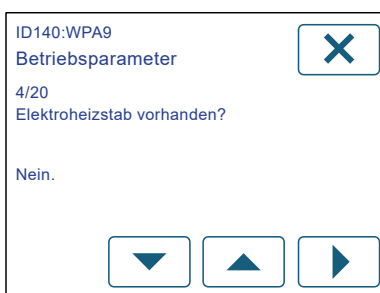 ID140:WPA9
Betriebsparameter
4/20
Elektroheizstab vorhanden?
Nein.